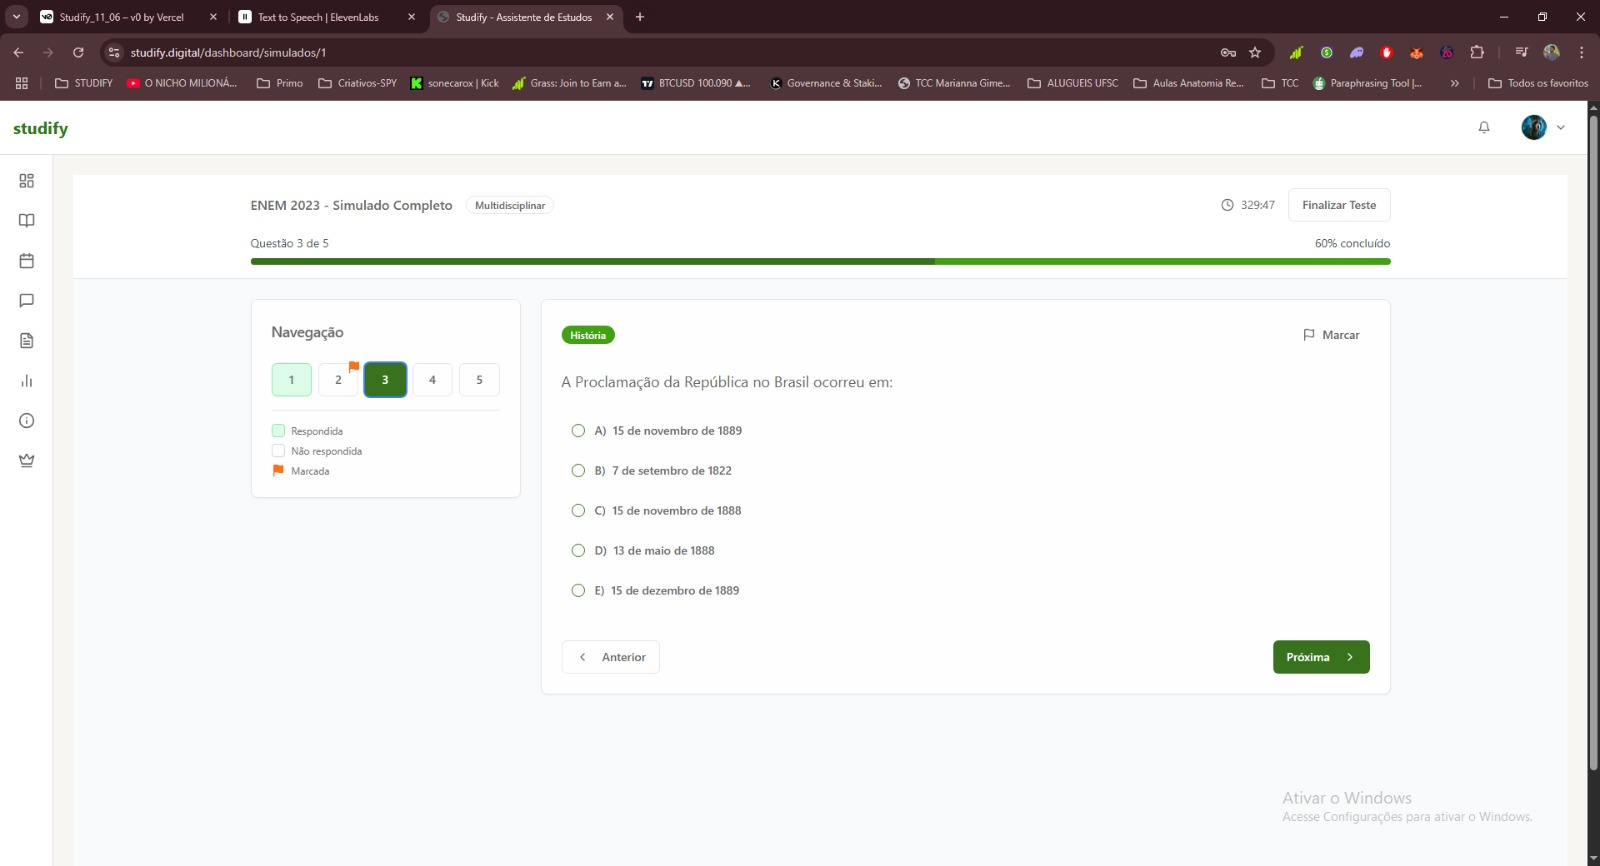 Studify_11_06 – v0 by Vercel
Text to Speech | ElevenLabs
Studify - Assistente de Estudos
studify.digital/dashboard/simulados/1
STUDIFY
O NICHO MILIONÁ...
Primo
Criativos-SPY
sonecarox | Kick
Grass: Join to Earn a...
BTCUSD 100.090 ▲...
Governance & Staki...
TCC Marianna Gime...
ALUGUEIS UFSC
Aulas Anatomia Re...
TCC
Paraphrasing Tool |...
Todos os favoritos
studify
ENEM 2023 - Simulado Completo
Multidisciplinar
329:47
Finalizar Teste
Questão 3 de 5
60% concluído
Navegação
1 2 3 4 5
Respondida
Não respondida
Marcada
História
Marcar
A Proclamação da República no Brasil ocorreu em:
A) 15 de novembro de 1889
B) 7 de setembro de 1822
C) 15 de novembro de 1888
D) 13 de maio de 1888
E) 15 de dezembro de 1889
Anterior
Próxima
Ativar o Windows
Acesse Configurações para ativar o Windows.